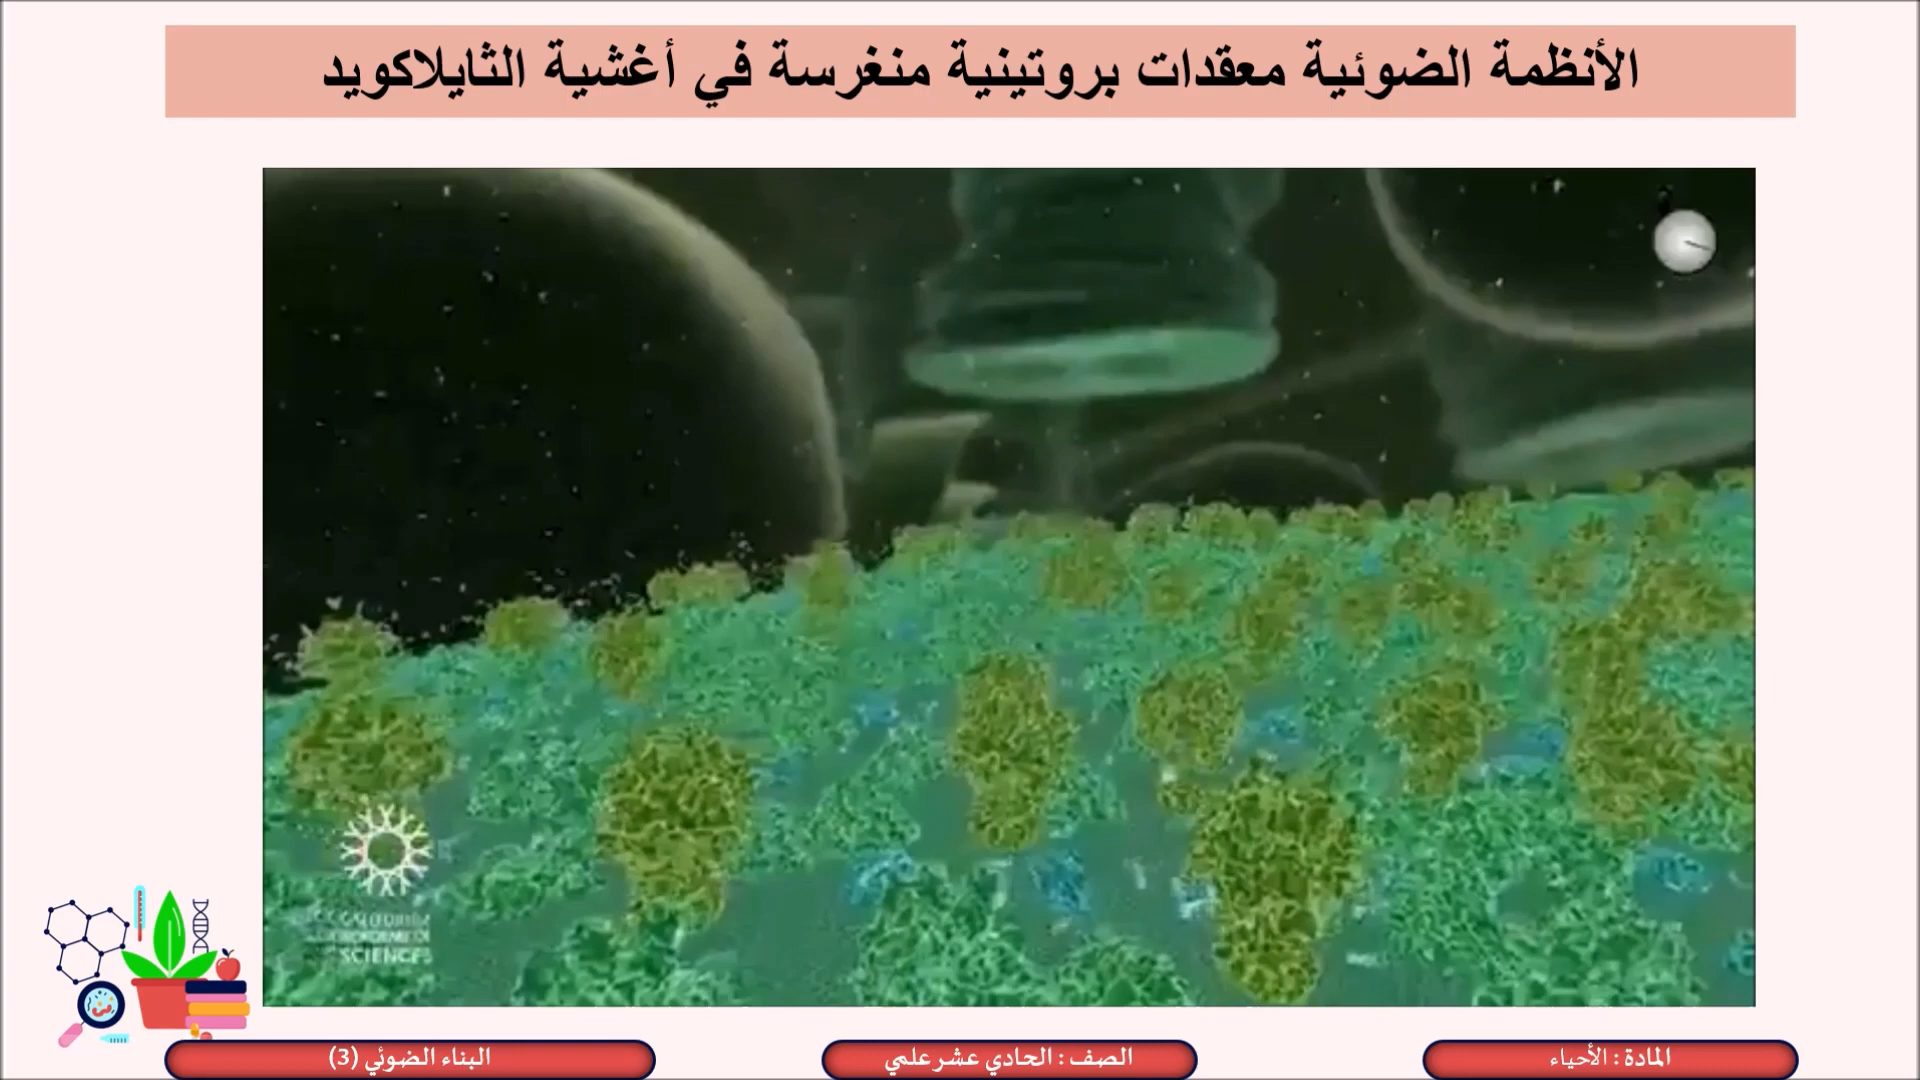 الأنظمة الضوئية معقدات بروتينية منغرسة في أغشية الثايلاكويد
SCIENCES
المادة : الأحياء
الصف : الحادي عشر علمي
البناء الضوئي (3)